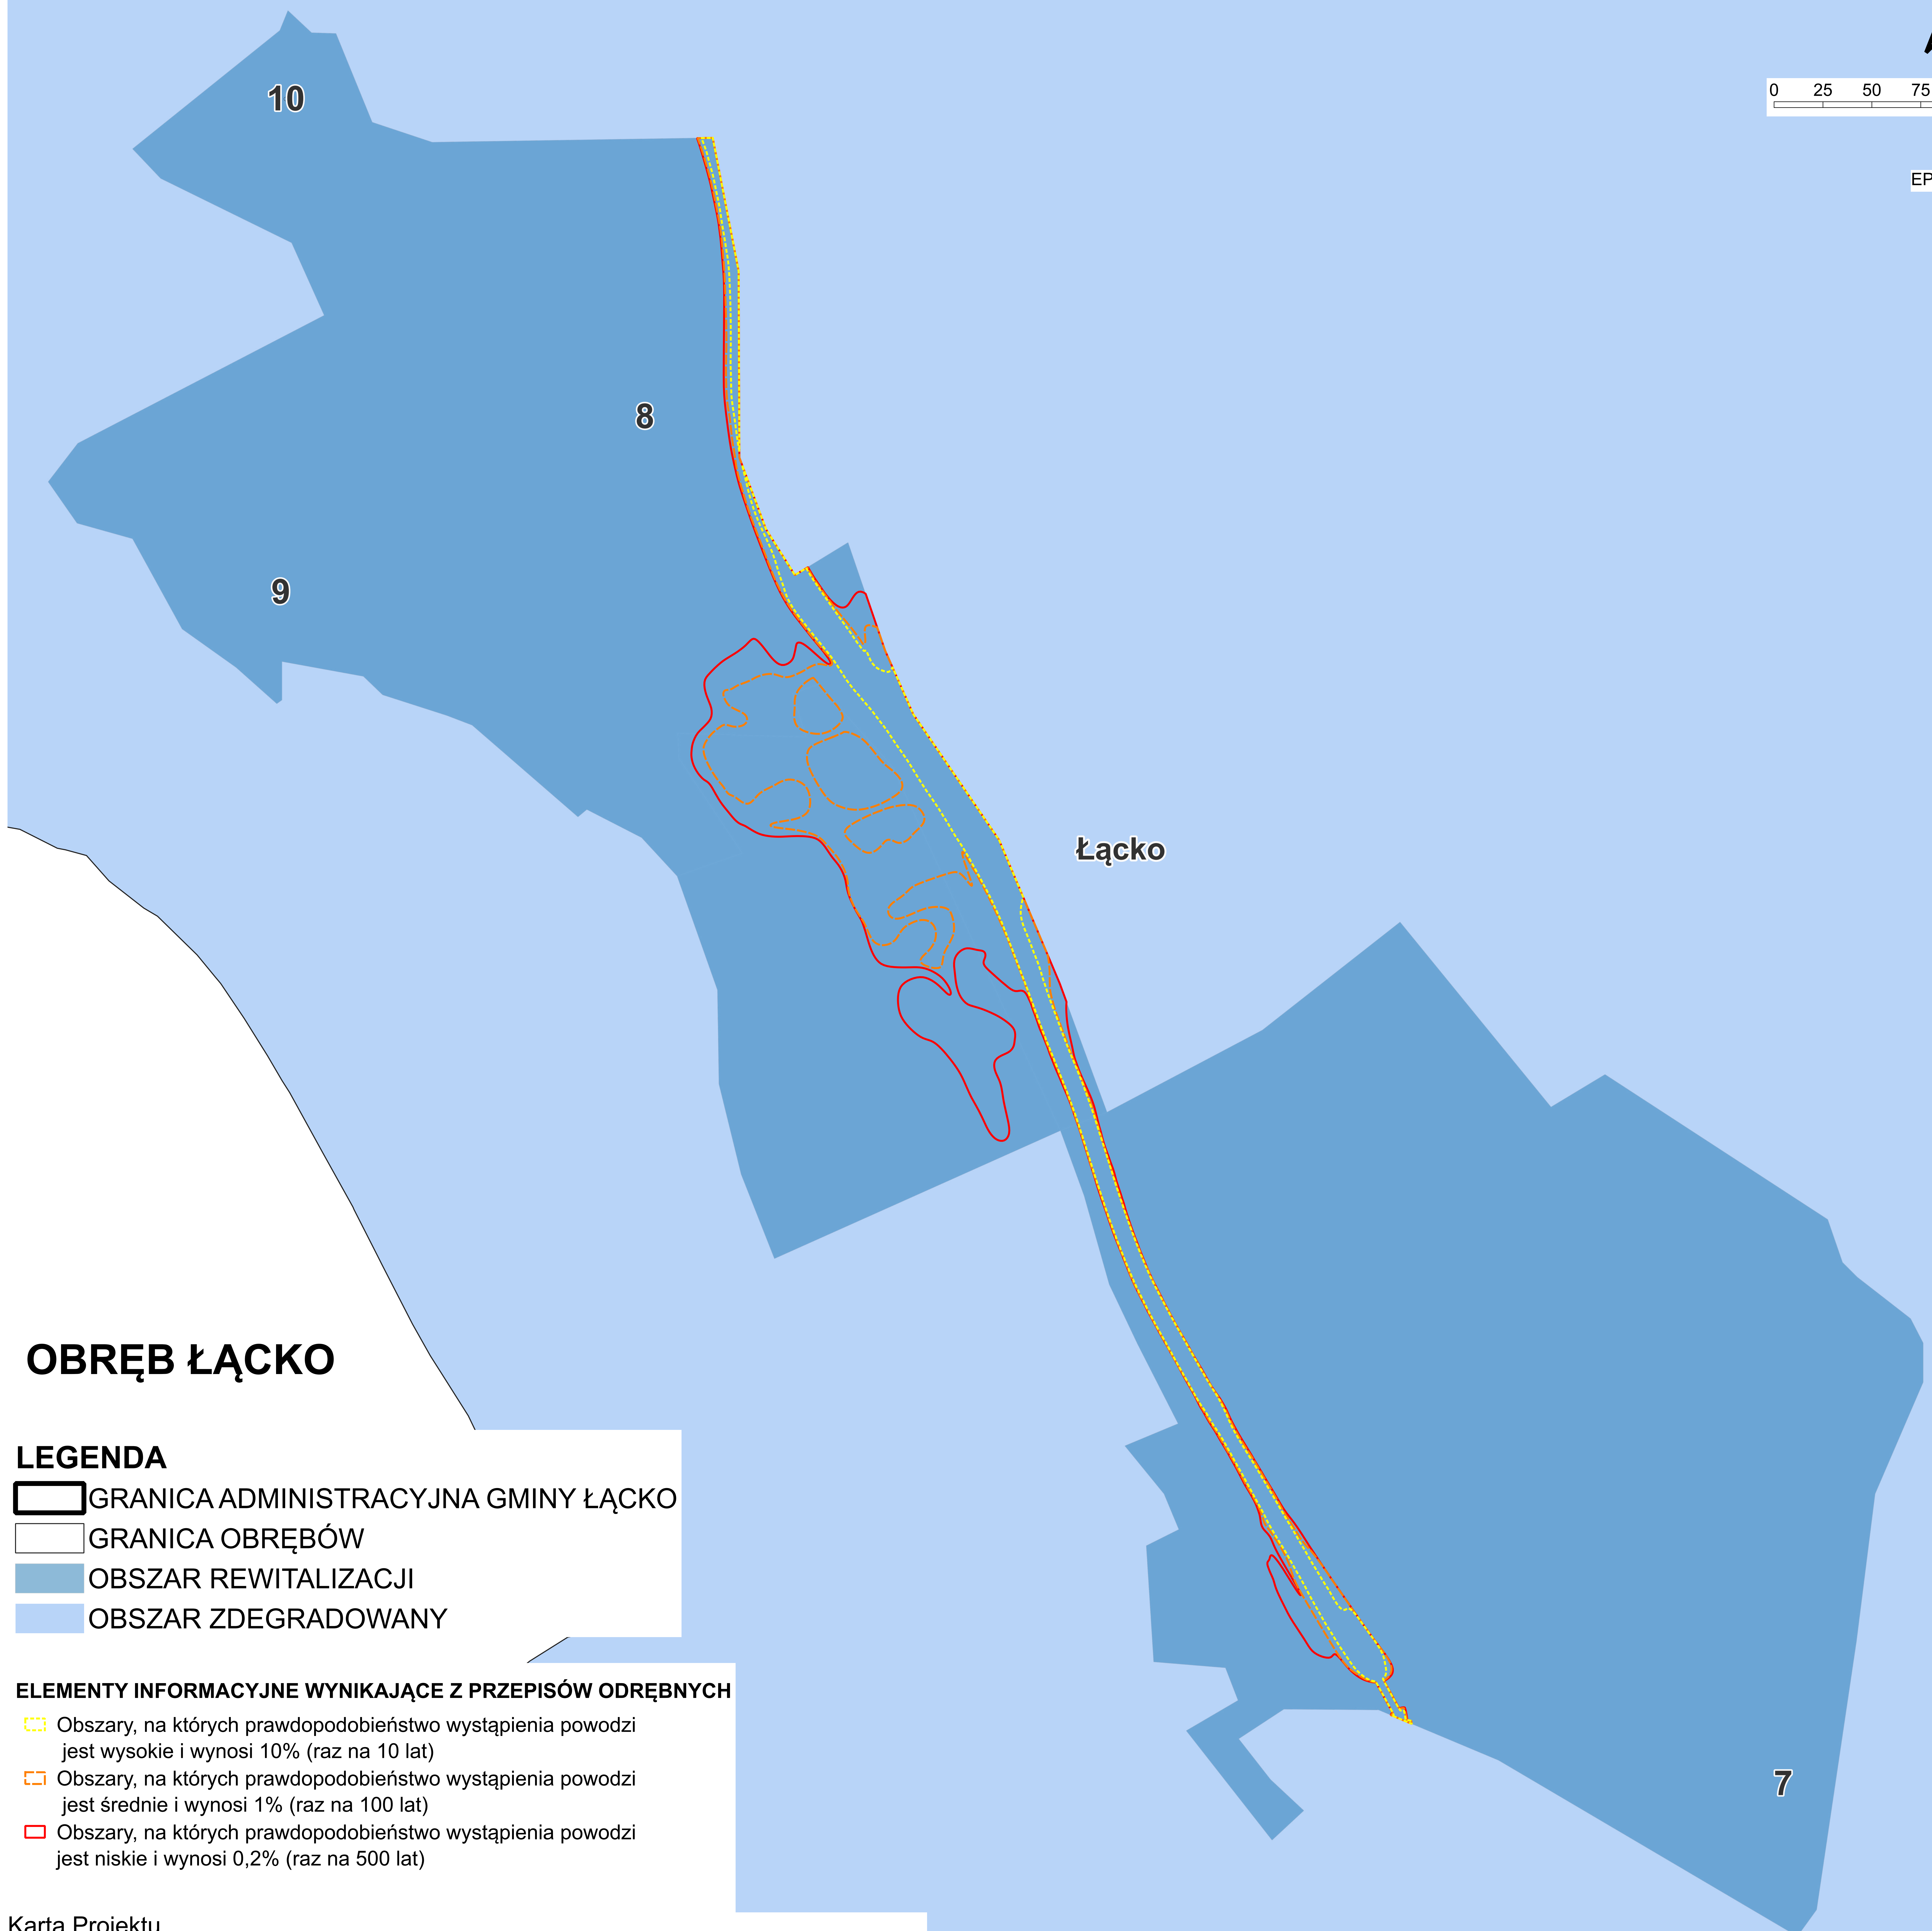 10
0 25 50 75
EP
8
9
Łącko
OBRĘB ŁĄCKO
LEGENDA
GRANICA ADMINISTRACYJNA GMINY ŁĄCKO
GRANICA OBRĘBÓW
OBSZAR REWITALIZACJI
OBSZAR ZDEGRADOWANY
ELEMENTY INFORMACYJNE WYNIKAJĄCE Z PRZEPISÓW ODRĘBNYCH
Obszary, na których prawdopodobieństwo wystąpienia powodzi
jest wysokie i wynosi 10% (raz na 10 lat)
Obszary, na których prawdopodobieństwo wystąpienia powodzi
jest średnie i wynosi 1% (raz na 100 lat)
Obszary, na których prawdopodobieństwo wystąpienia powodzi
jest niskie i wynosi 0,2% (raz na 500 lat)
7
Karta Projektu